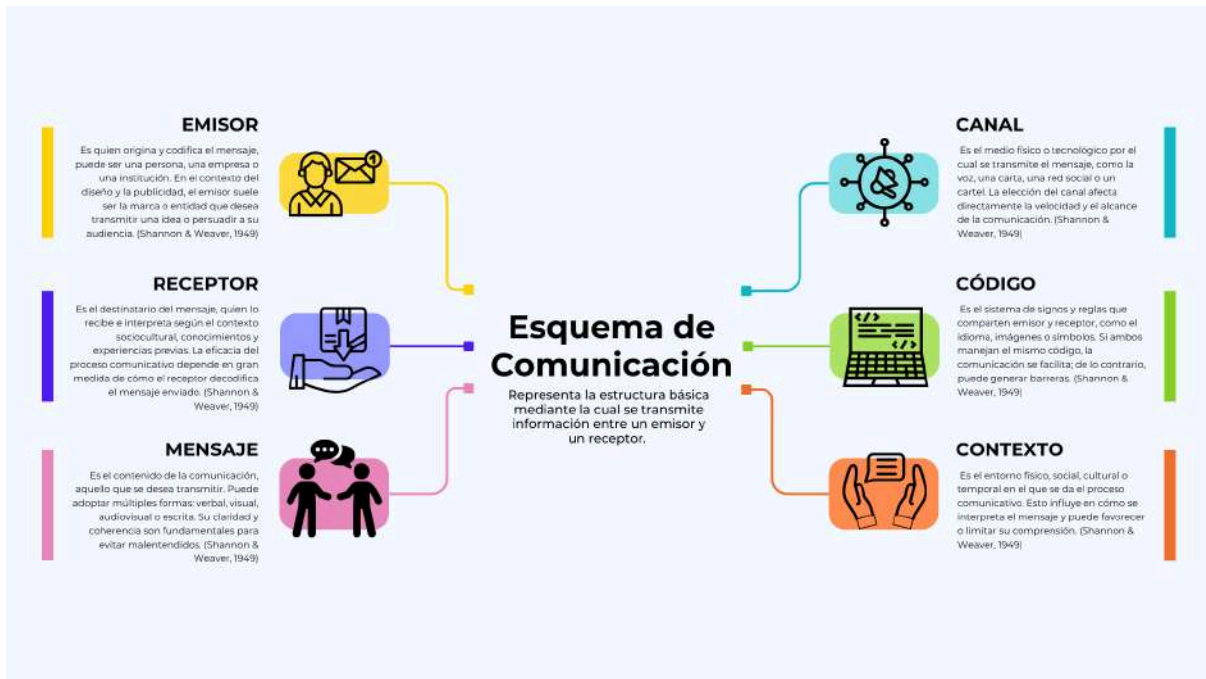 EMISOR
Es quien origina y codifica el mensaje,
puede ser una persona, una empresa o
una institución. En el contexto del
diseño y la publicidad, el emisor suele
ser la marca o entidad que desea
transmitir una idea o persuadir a su
audiencia. (Shannon & Weaver, 1949)
RECEPTOR
Es el destinatario del mensaje, quien lo
recibe e interpreta según el contexto
sociocultural, conocimientos y
experiencias previas. La eficacia del
proceso comunicativo depende en gran
medida de cómo el receptor decodifica
el mensaje enviado. (Shannon &
Weaver, 1949)
MENSAJE
Es el contenido de la comunicación,
aquello que se desea transmitir. Puede
adoptar múltiples formas: verbal, visual,
audiovisual o escrita. Su claridad y
coherencia son fundamentales para
evitar malentendidos. (Shannon &
Weaver, 1949)
Esquema de
Comunicación
Representa la estructura básica
mediante la cual se transmite
información entre un emisor y
un receptor.
CANAL
Es el medio físico o tecnológico por el
cual se transmite el mensaje, como la
voz, una carta, una red social o un
cartel. La elección del canal afecta
directamente la velocidad y el alcance
de la comunicación. (Shannon &
Weaver, 1949)
CÓDIGO
Es el sistema de signos y reglas que
comparten emisor y receptor, como el
idioma, imágenes o símbolos. Si ambos
manejan el mismo código, la
comunicación se facilita; de lo contrario,
puede generar barreras. (Shannon &
Weaver, 1949)
CONTEXTO
Es el entorno físico, social, cultural o
temporal en el que se da el proceso
comunicativo. Esto influye en cómo se
interpreta el mensaje y puede favorecer
o limitar su comprensión. (Shannon &
Weaver, 1949)